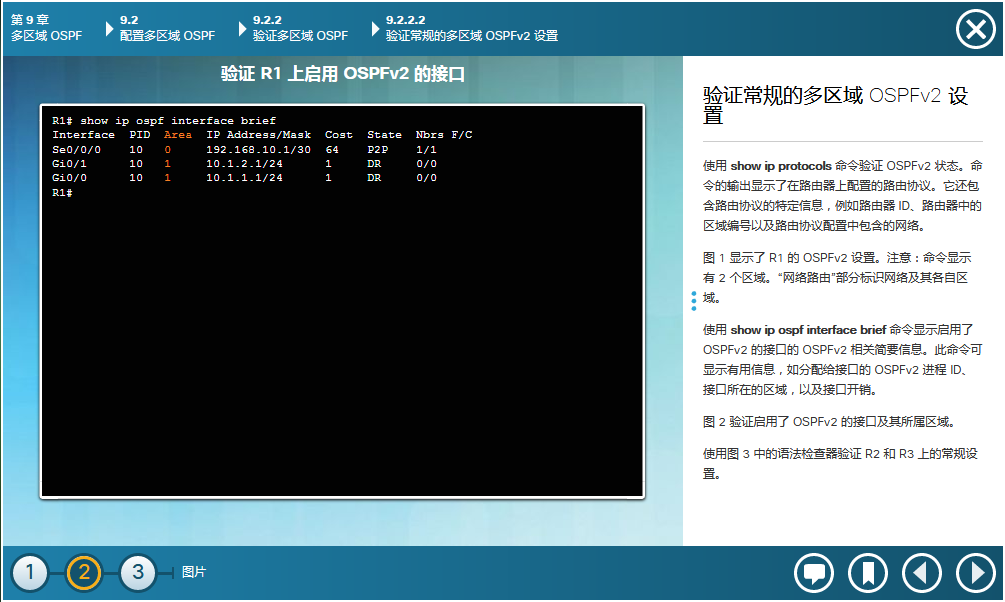 第 9 章
多区域 OSPF
9.2
配置多区域 OSPF
9.2.2
验证多区域 OSPF
9.2.2.2
验证常规的多区域 OSPFv2 设置
验证 R1 上启用 OSPFv2 的接口
R1# show ip ospf interface brief
Interface PID Area IP Address/Mask Cost State Nbrs F/C
Se0/0/0 10 0 192.168.10.1/30 64 P2P 1/1
Gi0/1 10 1 10.1.2.1/24 1 DR 0/0
Gi0/0 10 1 10.1.1.1/24 1 DR 0/0
R1#
验证常规的多区域 OSPFv2 设
置
使用 show ip protocols 命令验证 OSPFv2 状态。命
令的输出显示了在路由器上配置的路由协议。它还包
含路由协议的特定信息，例如路由器 ID、路由器中的
区域编号以及路由协议配置中包含的网络。
图 1 显示了 R1 的 OSPFv2 设置。注意：命令显示
有 2 个区域。“网络路由”部分标识网络及其各自区
域。
使用 show ip ospf interface brief 命令显示启用了
OSPFv2 的接口的 OSPFv2 相关简要信息。此命令可
显示有用信息，如分配给接口的 OSPFv2 进程 ID、
接口所在的区域，以及接口开销。
图 2 验证启用了 OSPFv2 的接口及其所属区域。
使用图 3 中的语法检查器验证 R2 和 R3 上的常规设
置。
1
2
3
图片